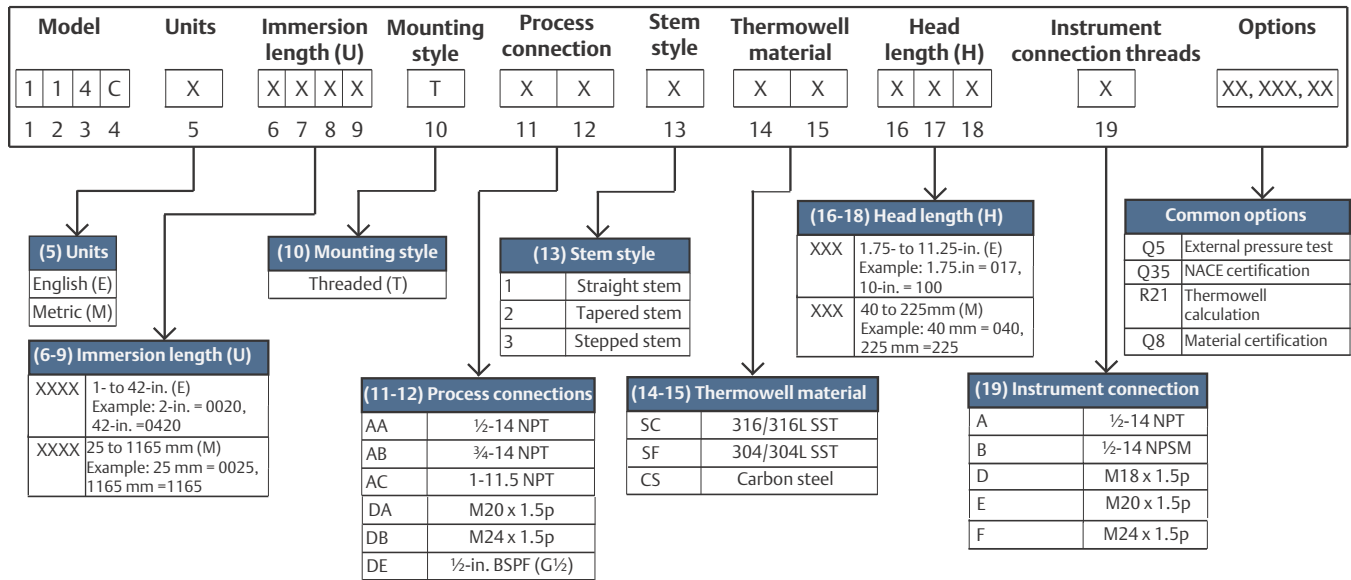 Model Units Immersion length (U) Mounting style Process connection Stem style Thermowell material Head length (H) Instrument connection threads Options
1 1 4 C X X X X X T X X X X X X X X X XX, XXX, XX
1 2 3 4 5 6 7 8 9 10 11 12 13 14 15 16 17 18 19
(5) Units
English (E)
Metric (M)
(6-9) Immersion length (U)
XXXX 1- to 42-in. (E)
Example: 2-in. = 0020,
42-in. =0420
XXXX 25 to 1165 mm (M)
Example: 25 mm = 0025,
1165 mm =1165
(10) Mounting style
Threaded (T)
(11-12) Process connections
AA ½-14 NPT
AB ¾-14 NPT
AC 1-11.5 NPT
DA M20 x 1.5p
DB M24 x 1.5p
DE ½-in. BSPF (G½)
(13) Stem style
1 Straight stem
2 Tapered stem
3 Stepped stem
(14-15) Thermowell material
SC 316/316L SST
SF 304/304L SST
CS Carbon steel
(16-18) Head length (H)
XXX 1.75- to 11.25-in. (E)
Example: 1.75.in = 017,
10-in. = 100
XXX 40 to 225mm (M)
Example: 40 mm = 040,
225 mm =225
(19) Instrument connection
A ½-14 NPT
B ½-14 NPSM
D M18 x 1.5p
E M20 x 1.5p
F M24 x 1.5p
Common options
Q5 External pressure test
Q35 NACE certification
R21 Thermowell
calculation
Q8 Material certification